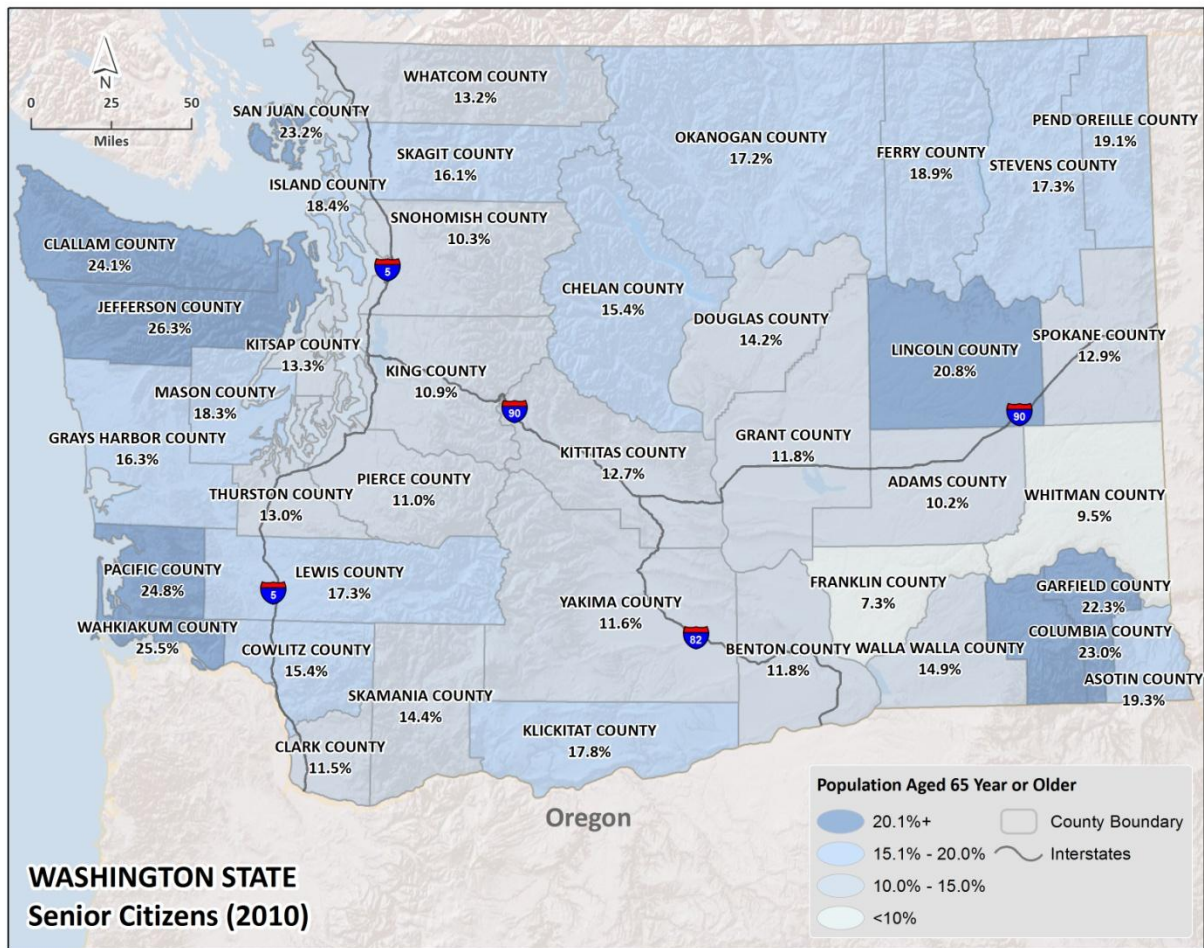 N
0 25 50
Miles
WHATCOM COUNTY
13.2%
SAN JUAN COUNTY
23.2%
SKAGIT COUNTY
16.1%
ISLAND COUNTY
18.4%
OKANOGAN COUNTY
17.2%
FERRY COUNTY
18.9%
PEND OREILLE COUNTY
19.1%
STEVENS COUNTY
17.3%
SNOHOMISH COUNTY
10.3%
CLALLAM COUNTY
24.1%
5
JEFFERSON COUNTY
26.3%
CHELAN COUNTY
15.4%
DOUGLAS COUNTY
14.2%
LINCOLN COUNTY
20.8%
SPOKANE COUNTY
12.9%
KITSAP COUNTY
13.3%
KING COUNTY
10.9%
MASON COUNTY
18.3%
90
90
GRAYS HARBOR COUNTY
16.3%
KITTITAS COUNTY
12.7%
GRANT COUNTY
11.8%
PIERCE COUNTY
11.0%
THURSTON COUNTY
13.0%
ADAMS COUNTY
10.2%
WHITMAN COUNTY
9.5%
PACIFIC COUNTY
24.8%
5
LEWIS COUNTY
17.3%
FRANKLIN COUNTY
7.3%
GARFIELD COUNTY
22.3%
YAKIMA COUNTY
11.6%
82
WAHKIAKUM COUNTY
25.5%
COWLITZ COUNTY
15.4%
BENTON COUNTY
11.8%
WALLA WALLA COUNTY
14.9%
COLUMBIA COUNTY
23.0%
ASOTIN COUNTY
19.3%
SKAMANIA COUNTY
14.4%
KLICKITAT COUNTY
17.8%
CLARK COUNTY
11.5%
Oregon
Population Aged 65 Year or Older
20.1%+
15.1% - 20.0%
10.0% - 15.0%
<10%
County Boundary
Interstates
WASHINGTON STATE
Senior Citizens (2010)